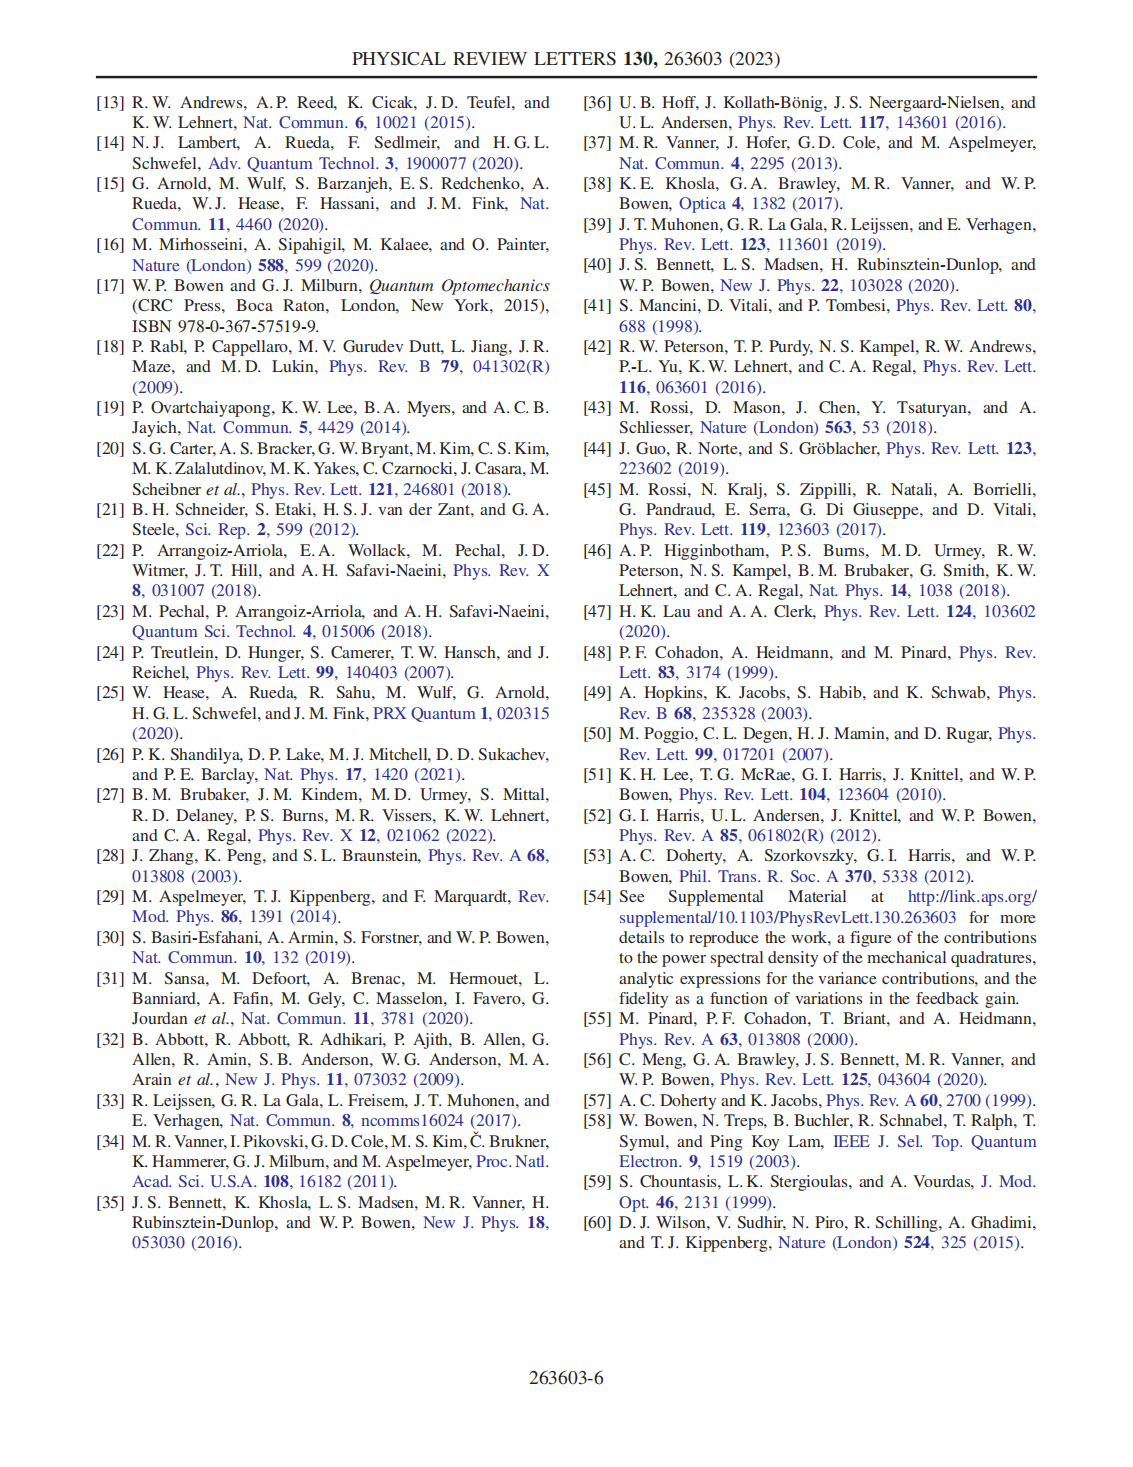 PHYSICAL REVIEW LETTERS 130, 263603 (2023)
[13] R. W. Andrews, A. P. Reed, K. Cicak, J. D. Teufel, and
K. W. Lehnert, Nat. Commun. 6, 10021 (2015).
[14] N. J. Lambert, A. Rueda, F. Sedlmeir, and H. G. L.
Schwefel, Adv. Quantum Technol. 3, 1900077 (2020).
[15] G. Arnold, M. Wulf, S. Barzanjeh, E. S. Redchenko, A.
Rueda, W. J. Hease, F. Hassani, and J. M. Fink, Nat.
Commun. 11, 4460 (2020).
[16] M. Mirhosseini, A. Sipahigil, M. Kalaee, and O. Painter,
Nature (London) 588, 599 (2020).
[17] W. P. Bowen and G. J. Milburn, Quantum Optomechanics
(CRC Press, Boca Raton, London, New York, 2015),
ISBN 978-0-367-57519-9.
[18] P. Rabl, P. Cappellaro, M. V. Gurudev Dutt, L. Jiang, J. R.
Maze, and M. D. Lukin, Phys. Rev. B 79, 041302(R)
(2009).
[19] P. Ovartchaiyapong, K. W. Lee, B. A. Myers, and A. C. B.
Jayich, Nat. Commun. 5, 4429 (2014).
[20] S. G. Carter, A. S. Bracker, G. W. Bryant, M. Kim, C. S. Kim,
M. K. Zalalutdinov, M. K. Yakes, C. Czarnocki, J. Casara, M.
Scheibner et al., Phys. Rev. Lett. 121, 246801 (2018).
[21] B. H. Schneider, S. Etaki, H. S. J. van der Zant, and G. A.
Steele, Sci. Rep. 2, 599 (2012).
[22] P. Arrangoiz-Arriola, E. A. Wollack, M. Pechal, J. D.
Witmer, J. T. Hill, and A. H. Safavi-Naeini, Phys. Rev. X
8, 031007 (2018).
[23] M. Pechal, P. Arrangoiz-Arriola, and A. H. Safavi-Naeini,
Quantum Sci. Technol. 4, 015006 (2018).
[24] P. Treutlein, D. Hunger, S. Camerer, T. W. Hansch, and J.
Reichel, Phys. Rev. Lett. 99, 140403 (2007).
[25] W. Hease, A. Rueda, R. Sahu, M. Wulf, G. Arnold,
H. G. L. Schwefel, and J. M. Fink, PRX Quantum 1, 020315
(2020).
[26] P. K. Shandilya, D. P. Lake, M. J. Mitchell, D. D. Sukachev,
and P. E. Barclay, Nat. Phys. 17, 1420 (2021).
[27] B. M. Brubaker, J. M. Kindem, M. D. Urmey, S. Mittal,
R. D. Delaney, P. S. Burns, M. R. Vissers, K. W. Lehnert,
and C. A. Regal, Phys. Rev. X 12, 021062 (2022).
[28] J. Zhang, K. Peng, and S. L. Braunstein, Phys. Rev. A 68,
013808 (2003).
[29] M. Aspelmeyer, T. J. Kippenberg, and F. Marquardt, Rev.
Mod. Phys. 86, 1391 (2014).
[30] S. Basiri-Esfahani, A. Armin, S. Forstner, and W. P. Bowen,
Nat. Commun. 10, 132 (2019).
[31] M. Sansa, M. Defoort, A. Brenac, M. Hermouet, L.
Banniard, A. Fafin, M. Gely, C. Masselon, I. Favero, G.
Jourdan et al., Nat. Commun. 11, 3781 (2020).
[32] B. Abbott, R. Abbott, R. Adhikari, P. Ajith, B. Allen, G.
Allen, R. Amin, S. B. Anderson, W. G. Anderson, M. A.
Arain et al., New J. Phys. 11, 073032 (2009).
[33] R. Leijssen, G. R. La Gala, L. Freisem, J. T. Muhonen, and
E. Verhagen, Nat. Commun. 8, ncomms16024 (2017).
[34] M. R. Vanner, I. Pikovski, G. D. Cole, M. S. Kim, Č. Brukner,
K. Hammerer, G. J. Milburn, and M. Aspelmeyer, Proc. Natl.
Acad. Sci. U.S.A. 108, 16182 (2011).
[35] J. S. Bennett, K. Khosla, L. S. Madsen, M. R. Vanner, H.
Rubinsztein-Dunlop, and W. P. Bowen, New J. Phys. 18,
053030 (2016).
[36] U. B. Hoff, J. Kollath-Bönig, J. S. Neergaard-Nielsen, and
U. L. Andersen, Phys. Rev. Lett. 117, 143601 (2016).
[37] M. R. Vanner, J. Hofer, G. D. Cole, and M. Aspelmeyer,
Nat. Commun. 4, 2295 (2013).
[38] K. E. Khosla, G. A. Brawley, M. R. Vanner, and W. P.
Bowen, Optica 4, 1382 (2017).
[39] J. T. Muhonen, G. R. La Gala, R. Leijssen, and E. Verhagen,
Phys. Rev. Lett. 123, 113601 (2019).
[40] J. S. Bennett, L. S. Madsen, H. Rubinsztein-Dunlop, and
W. P. Bowen, New J. Phys. 22, 103028 (2020).
[41] S. Mancini, D. Vitali, and P. Tombesi, Phys. Rev. Lett. 80,
688 (1998).
[42] R. W. Peterson, T. P. Purdy, N. S. Kampel, R. W. Andrews,
P.-L. Yu, K. W. Lehnert, and C. A. Regal, Phys. Rev. Lett.
116, 063601 (2016).
[43] M. Rossi, D. Mason, J. Chen, Y. Tsaturyan, and A.
Schliesser, Nature (London) 563, 53 (2018).
[44] J. Guo, R. Norte, and S. Gröblacher, Phys. Rev. Lett. 123,
223602 (2019).
[45] M. Rossi, N. Kralj, S. Zippilli, R. Natali, A. Borrielli,
G. Pandraud, E. Serra, G. Di Giuseppe, and D. Vitali,
Phys. Rev. Lett. 119, 123603 (2017).
[46] A. P. Higginbotham, P. S. Burns, M. D. Urmey, R. W.
Peterson, N. S. Kampel, B. M. Brubaker, G. Smith, K. W.
Lehnert, and C. A. Regal, Nat. Phys. 14, 1038 (2018).
[47] H. K. Lau and A. A. Clerk, Phys. Rev. Lett. 124, 103602
(2020).
[48] P. F. Cohadon, A. Heidmann, and M. Pinard, Phys. Rev.
Lett. 83, 3174 (1999).
[49] A. Hopkins, K. Jacobs, S. Habib, and K. Schwab, Phys.
Rev. B 68, 235328 (2003).
[50] M. Poggio, C. L. Degen, H. J. Mamin, and D. Rugar, Phys.
Rev. Lett. 99, 017201 (2007).
[51] K. H. Lee, T. G. McRae, G. I. Harris, J. Knittel, and W. P.
Bowen, Phys. Rev. Lett. 104, 123604 (2010).
[52] G. I. Harris, U. L. Andersen, J. Knittel, and W. P. Bowen,
Phys. Rev. A 85, 061802(R) (2012).
[53] A. C. Doherty, A. Szorkovszky, G. I. Harris, and W. P.
Bowen, Phil. Trans. R. Soc. A 370, 5338 (2012).
[54] See Supplemental Material at http://link.aps.org/
supplemental/10.1103/PhysRevLett.130.263603 for more
details to reproduce the work, a figure of the contributions
to the power spectral density of the mechanical quadratures,
analytic expressions for the variance contributions, and the
fidelity as a function of variations in the feedback gain.
[55] M. Pinard, P. F. Cohadon, T. Briant, and A. Heidmann,
Phys. Rev. A 63, 013808 (2000).
[56] C. Meng, G. A. Brawley, J. S. Bennett, M. R. Vanner, and
W. P. Bowen, Phys. Rev. Lett. 125, 043604 (2020).
[57] A. C. Doherty and K. Jacobs, Phys. Rev. A 60, 2700 (1999).
[58] W. Bowen, N. Treps, B. Buchler, R. Schnabel, T. Ralph, T.
Symul, and Ping Koy Lam, IEEE J. Sel. Top. Quantum
Electron. 9, 1519 (2003).
[59] S. Chountasis, L. K. Stergioulas, and A. Vourdas, J. Mod.
Opt. 46, 2131 (1999).
[60] D. J. Wilson, V. Sudhir, N. Piro, R. Schilling, A. Ghadimi,
and T. J. Kippenberg, Nature (London) 524, 325 (2015).
263603-6